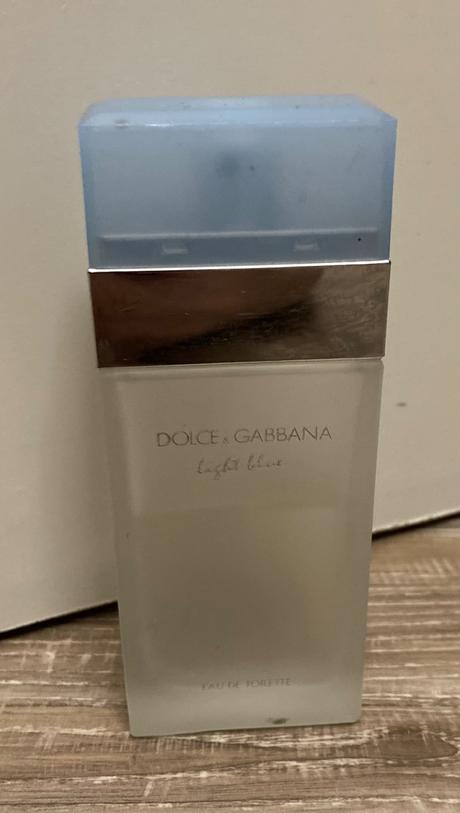 DOLCE & GABBANA
light blue
EAU DE TOILETTE